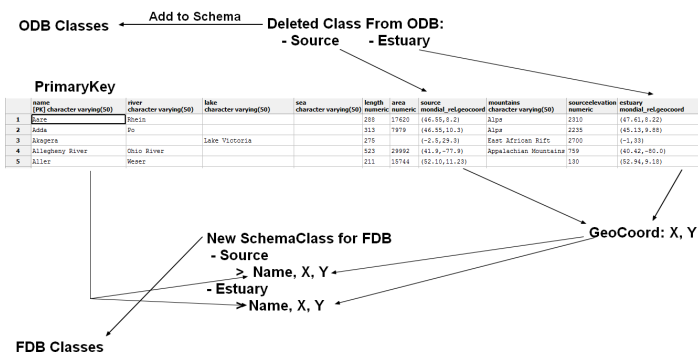 ODB Classes
Add to Schema
Deleted Class From ODB:
- Source - Estuary
PrimaryKey
name river lake sea length area source mountains sourceelevation estuary
[PK] character varying(50) character varying(50) character varying(50) character varying(50) numeric numeric mondial_rel.geocoord character varying(50) numeric mondial_rel.geocoord
1 Aare Rhein 288 17620 (46.55,8.2) Alps 2310 (47.61,8.22)
2 Adda Po 313 7979 (46.55,10.3) Alps 2235 (45.13,9.88)
3 Akagera Lake Victoria 275 (-2.5,29.3) East African Rift 2700 (-1,33)
4 Allegheny River Ohio River 523 29992 (41.9,-77.9) Appalachian Mountains 759 (40.42,-80.0)
5 Aller Weser 211 15744 (52.10,11.23) 130 (52.94,9.18)
GeoCoord: X, Y
New SchemaClass for FDB
- Source
> Name, X, Y
- Estuary
> Name, X, Y
FDB Classes